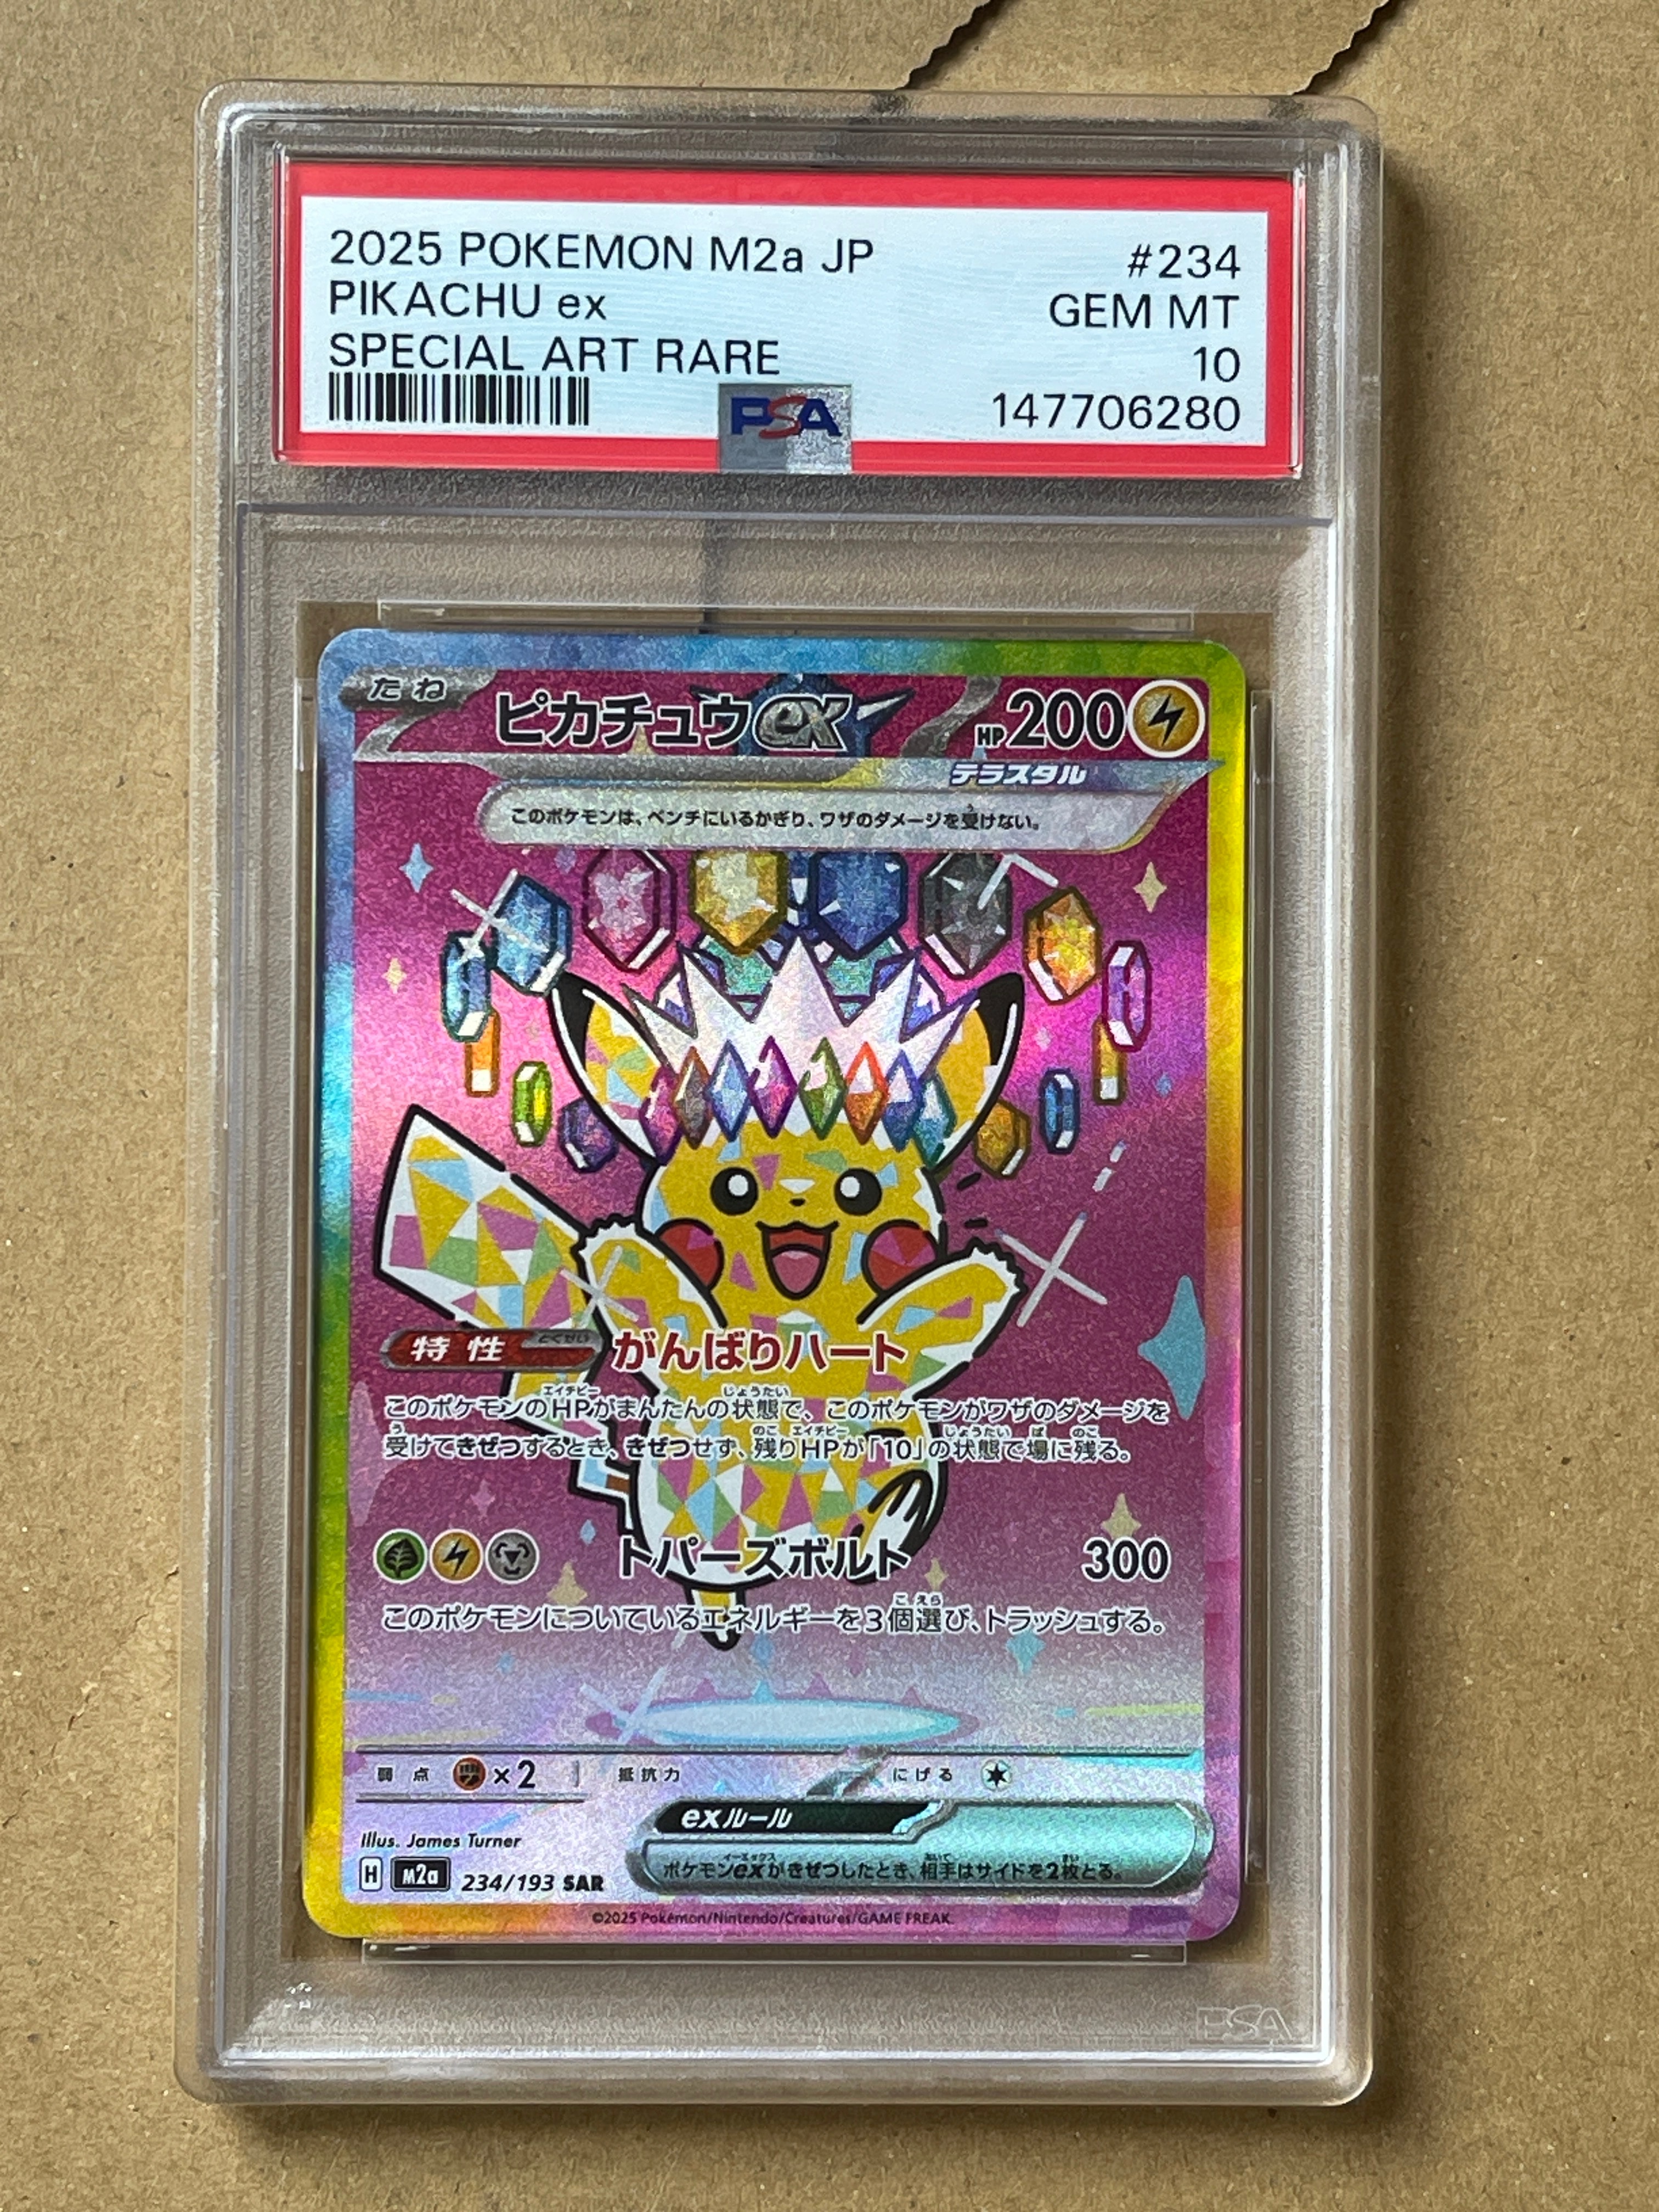 2025 POKEMON M2a JP #234
PIKACHU ex GEM MT
SPECIAL ART RARE 10
PSA 147706280
たね ピカチュウex HP200
テラスタル
このポケモンは、ベンチにいるかぎり、ワザのダメージを受けない。
特性 とくせい がんばりハート
このポケモンのHPがまんたんの状態で、このポケモンがワザのダメージを
受けてきぜつするとき、きぜつせず、残りHPが「10」の状態で場に残る。
トパーズボルト 300
このポケモンについているエネルギーを3個選び、トラッシュする。
弱点 ×2 抵抗力 にげる
exルール
ポケモンexがきぜつしたとき、相手はサイドを2枚とる。
Illus. James Turner
H M2a 234/193 SAR
©2025 Pokémon/Nintendo/Creatures/GAME FREAK.
PSA